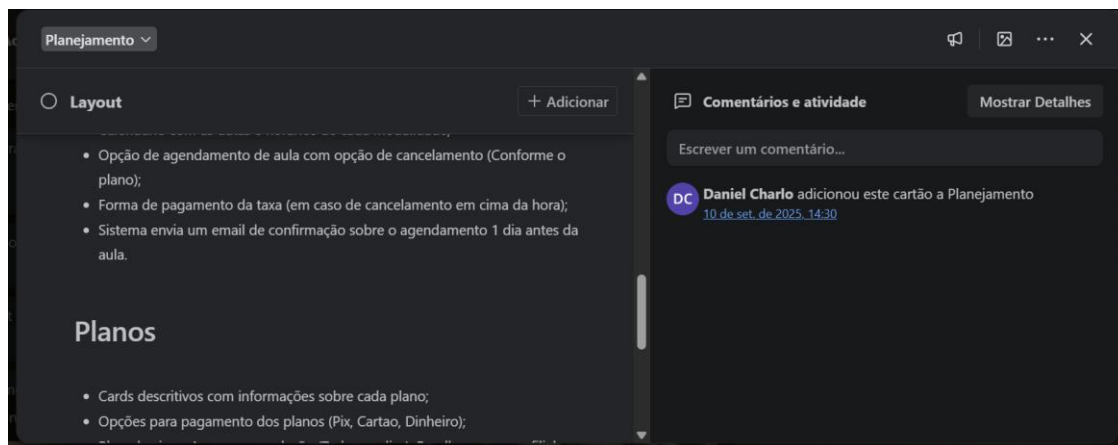 Planejamento
Layout
+ Adicionar
• Opção de agendamento de aula com opção de cancelamento (Conforme o
plano);
• Forma de pagamento da taxa (em caso de cancelamento em cima da hora);
• Sistema envia um email de confirmação sobre o agendamento 1 dia antes da
aula.
Planos
• Cards descritivos com informações sobre cada plano;
• Opções para pagamento dos planos (Pix, Cartao, Dinheiro);
Comentários e atividade
Mostrar Detalhes
Escrever um comentário...
DC
Daniel Charlo adicionou este cartão a Planejamento
10 de set. de 2025, 14:30